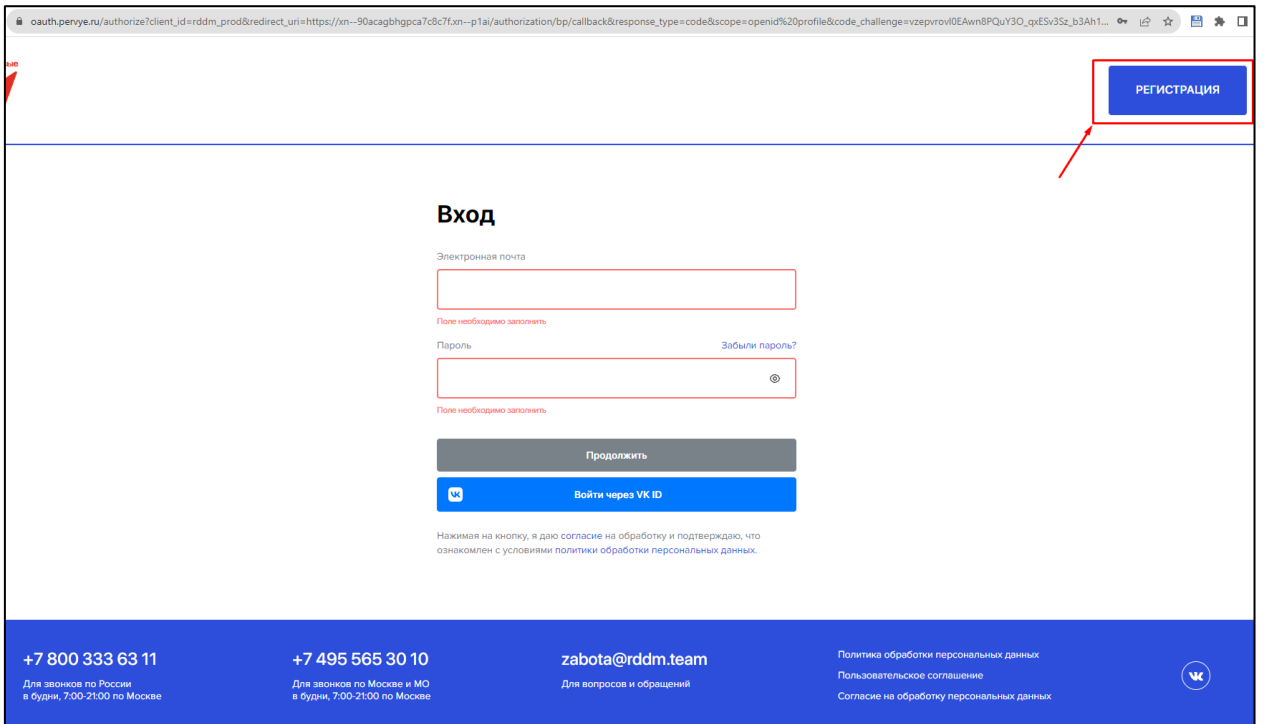 oauth.pervye.ru/authorize?client_id=rddm_prod&redirect_uri=https://xn--90acagbhgpca7c8c7f.xn--p1ai/authorization/bp/callback&response_type=code&scope=openid%20profile&code_challenge=vzepvrovl0EAwn8PQuY3O_qxESv3Sz_b3Ah1...
ые
РЕГИСТРАЦИЯ
Вход
Электронная почта
Поле необходимо заполнить
Пароль Забыли пароль?
Поле необходимо заполнить
Продолжить
Войти через VK ID
Нажимая на кнопку, я даю согласие на обработку и подтверждаю, что
ознакомлен с условиями политики обработки персональных данных.
+7 800 333 63 11
Для звонков по России
в будни, 7:00-21:00 по Москве
+7 495 565 30 10
Для звонков по Москве и МО
в будни, 7:00-21:00 по Москве
zabota@rddm.team
Для вопросов и обращений
Политика обработки персональных данных
Пользовательское соглашение
Согласие на обработку персональных данных